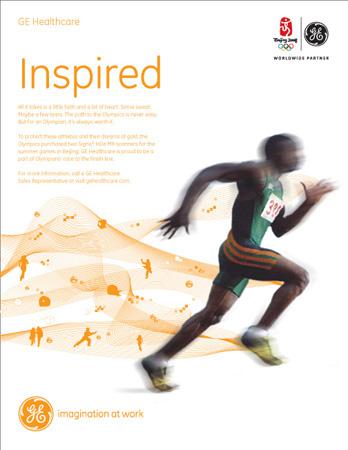 GE Healthcare
Beijing 2008
GE
WORLDWIDE PARTNER
Inspired
All it takes is a little faith and a lot of heart. Some sweat.
Maybe a few tears. The path to the Olympics is never easy.
But for an Olympian, it's always worth it.
To protect these athletes and their dreams of gold, the
Olympics purchased two Signa® HDe MR scanners for the
summer games in Beijing. GE Healthcare is proud to be a
part of Olympians' race to the finish line.
For more information, call a GE Healthcare
Sales Representative or visit gehealthcare.com.
GE
imagination at work